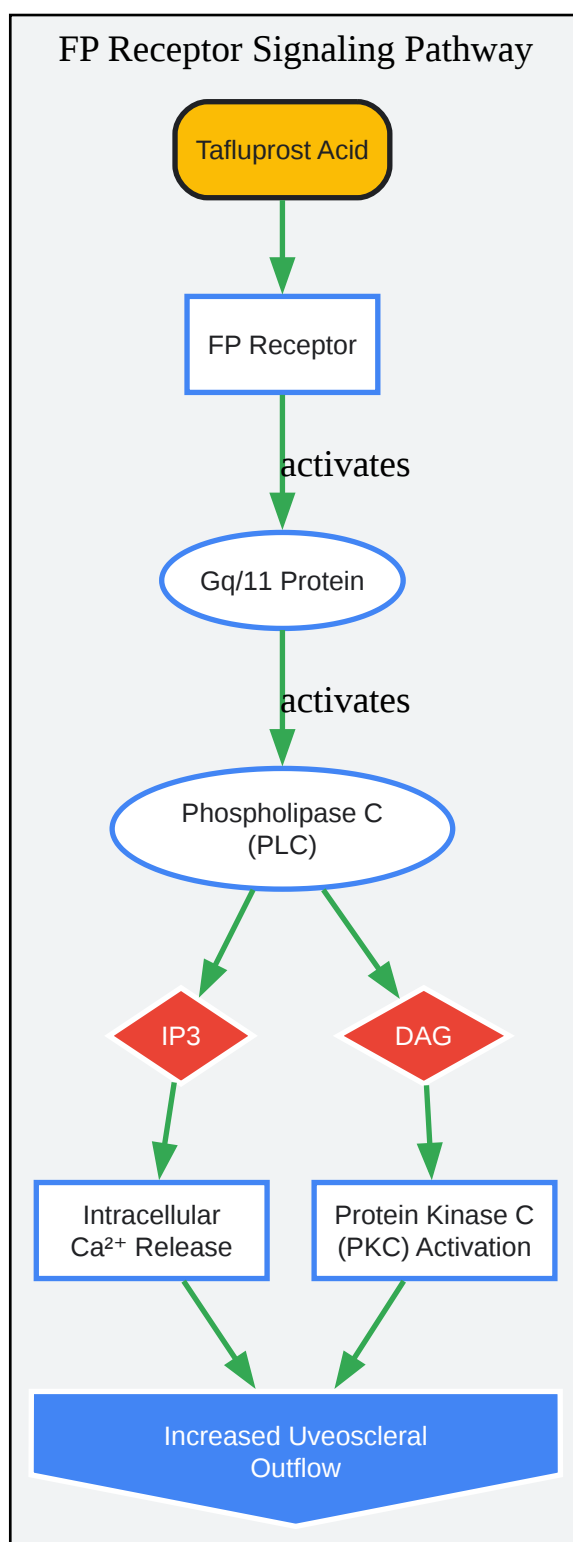 FP Receptor Signaling Pathway
Tafluprost Acid
FP Receptor
activates
Gq/11 Protein
activates
Phospholipase C
(PLC)
IP3
DAG
Intracellular
Ca²⁺ Release
Protein Kinase C
(PKC) Activation
Increased Uveoscleral
Outflow